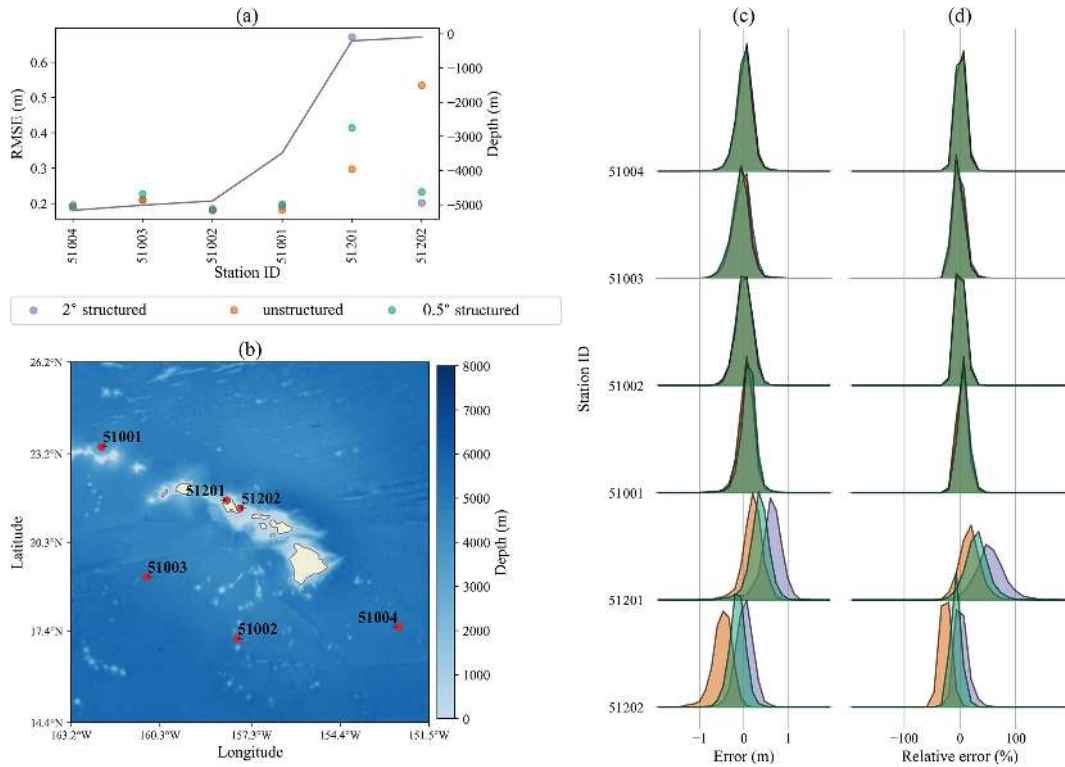 (a)
0.6
0.5
0.4
0.3
0.2
RMSE (m)
0
−1000
−2000
−3000
−4000
−5000
Depth (m)
51004
51003
51002
51001
51201
51202
Station ID
2° structured
unstructured
0.5° structured
(b)
26.2°N
23.2°N
20.3°N
17.4°N
14.4°N
Latitude
51001
51201
51202
51003
51002
51004
163.2°W
160.3°W
157.3°W
154.4°W
151.5°W
Longitude
8000
7000
6000
5000
4000
3000
2000
1000
0
Depth (m)
(c)
(d)
Station ID
51004
51003
51002
51001
51201
51202
−1
0
1
Error (m)
−100
0
100
Relative error (%)